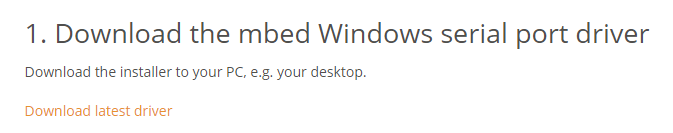 1. Download the mbed Windows serial port driver
Download the installer to your PC, e.g. your desktop.
Download latest driver